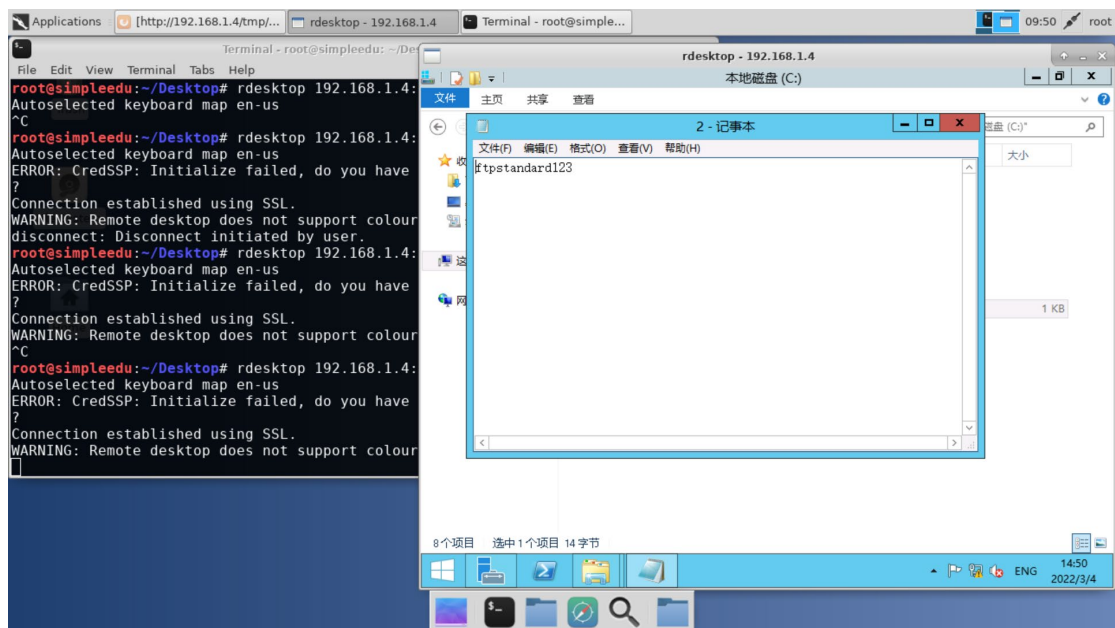 Applications
[http://192.168.1.4/tmp/...
rdesktop - 192.168.1.4
Terminal - root@simple...
09:50
root
Terminal - root@simpleedu: ~/Des
File Edit View Terminal Tabs Help
root@simpleedu:~/Desktop# rdesktop 192.168.1.4:
Autoselected keyboard map en-us
^C
root@simpleedu:~/Desktop# rdesktop 192.168.1.4:
Autoselected keyboard map en-us
ERROR: CredSSP: Initialize failed, do you have
?
Connection established using SSL.
WARNING: Remote desktop does not support colour
disconnect: Disconnect initiated by user.
root@simpleedu:~/Desktop# rdesktop 192.168.1.4:
Autoselected keyboard map en-us
ERROR: CredSSP: Initialize failed, do you have
?
Connection established using SSL.
WARNING: Remote desktop does not support colour
^C
root@simpleedu:~/Desktop# rdesktop 192.168.1.4:
Autoselected keyboard map en-us
ERROR: CredSSP: Initialize failed, do you have
?
Connection established using SSL.
WARNING: Remote desktop does not support colour
rdesktop - 192.168.1.4
本地磁盘 (C:)
文件 主页 共享 查看
磁盘 (C:)"
收
大小
这
网
1 KB
2 - 记事本
文件(F) 编辑(E) 格式(O) 查看(V) 帮助(H)
ftpstandard123
8个项目 选中1个项目 14字节
ENG
14:50
2022/3/4